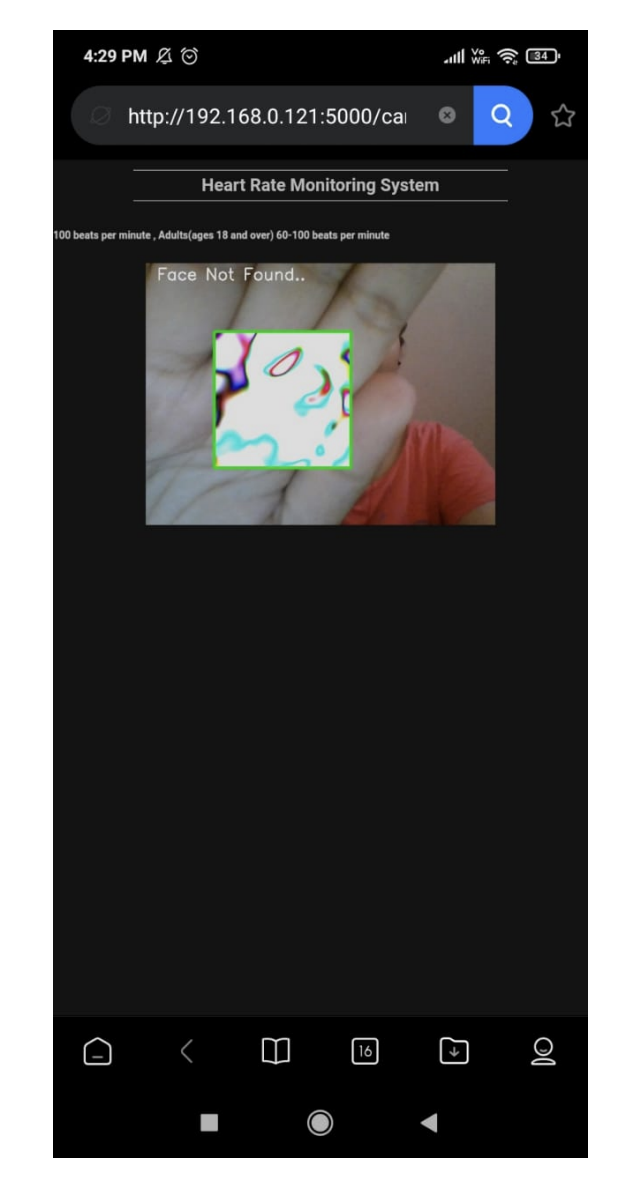 4:29 PM Vo WiFi 34
http://192.168.0.121:5000/ca
Heart Rate Monitoring System
100 beats per minute , Adults(ages 18 and over) 60-100 beats per minute
Face Not Found..
16